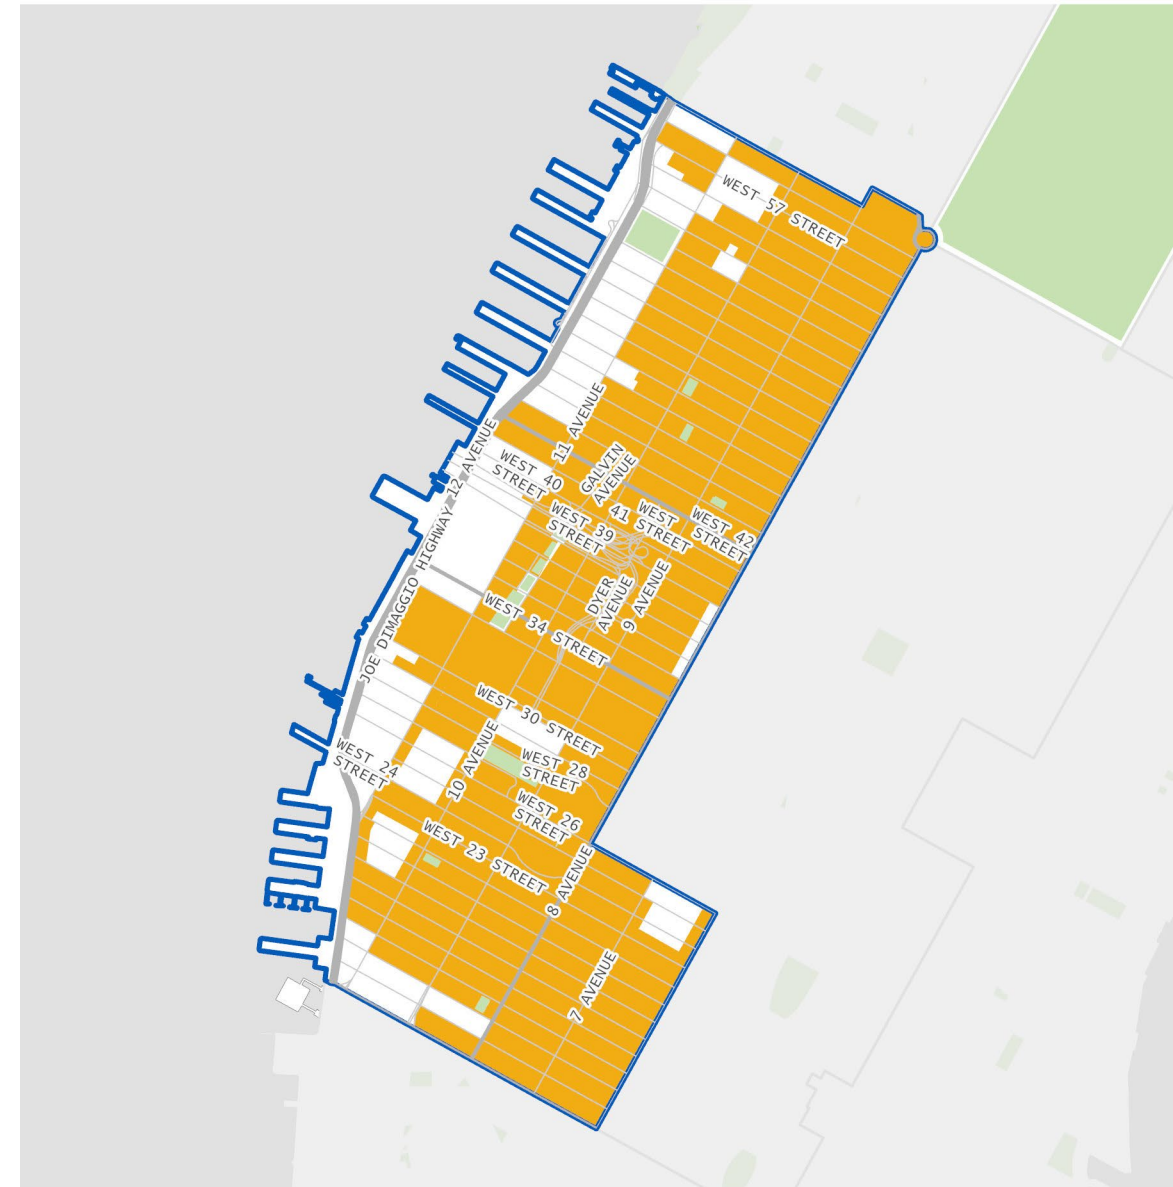 WEST 57 STREET
11 AVENUE
12 AVENUE
GALVIN
AVENUE
WEST 40
STREET
WEST
41 STREET
WEST 42
STREET
WEST 39
STREET
JOE DIMAGGIO HIGHWAY
DYER
AVENUE
9 AVENUE
WEST 34 STREET
WEST 30 STREET
10 AVENUE
WEST 24
STREET
WEST 28
STREET
WEST 26
STREET
WEST 23 STREET
8 AVENUE
7 AVENUE